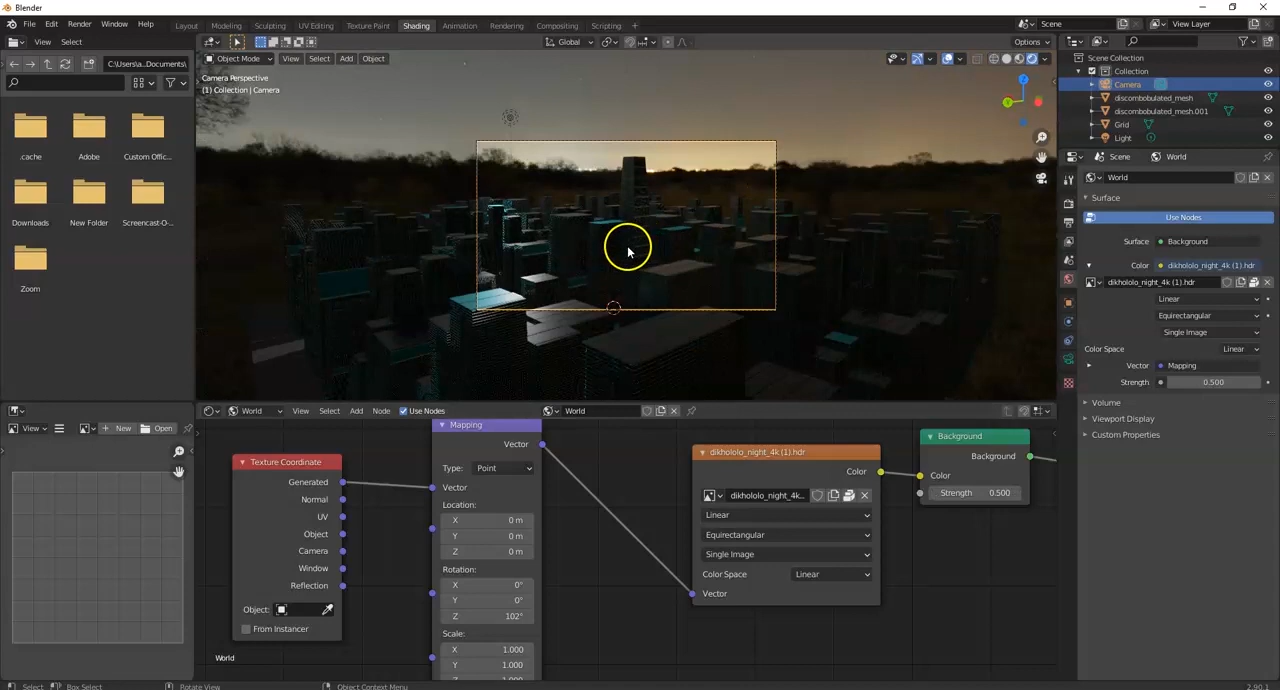 Blender
File Edit Render Window Help
Layout Modeling Sculpting UV Editing Texture Paint Shading Animation Rendering Compositing Scripting +
Scene View Layer
View Select
Global
Options
C:\Users\a...Documents\
Object Mode View Select Add Object
Camera Perspective
(1) Collection | Camera
.cache Adobe Custom Offic...
Downloads New Folder Screencast-O-...
Zoom
Scene Collection
Collection
Camera
discombobulated_mesh
discombobulated_mesh.001
Grid
Light
Scene World
World
Surface
Use Nodes
Surface Background
Color dikhololo_night_4k (1).hdr
dikhololo_night_4k (1).hdr
Linear
Equirectangular
Single Image
Color Space Linear
Vector Mapping
Strength 0.500
Volume
Viewport Display
Custom Properties
View New Open
World View Select Add Node Use Nodes World
Texture Coordinate
Generated
Normal
UV
Object
Camera
Window
Reflection
Object:
From Instancer
Mapping
Vector
Type: Point
Vector
Location:
X 0 m
Y 0 m
Z 0 m
Rotation:
X 0°
Y 0°
Z 102°
Scale:
X 1.000
Y 1.000
dikhololo_night_4k (1).hdr
Color
dikhololo_night_4k...
Linear
Equirectangular
Single Image
Color Space Linear
Vector
Background
Background
Color
Strength 0.500
World
Select Box Select Rotate View Object Context Menu 2.90.1